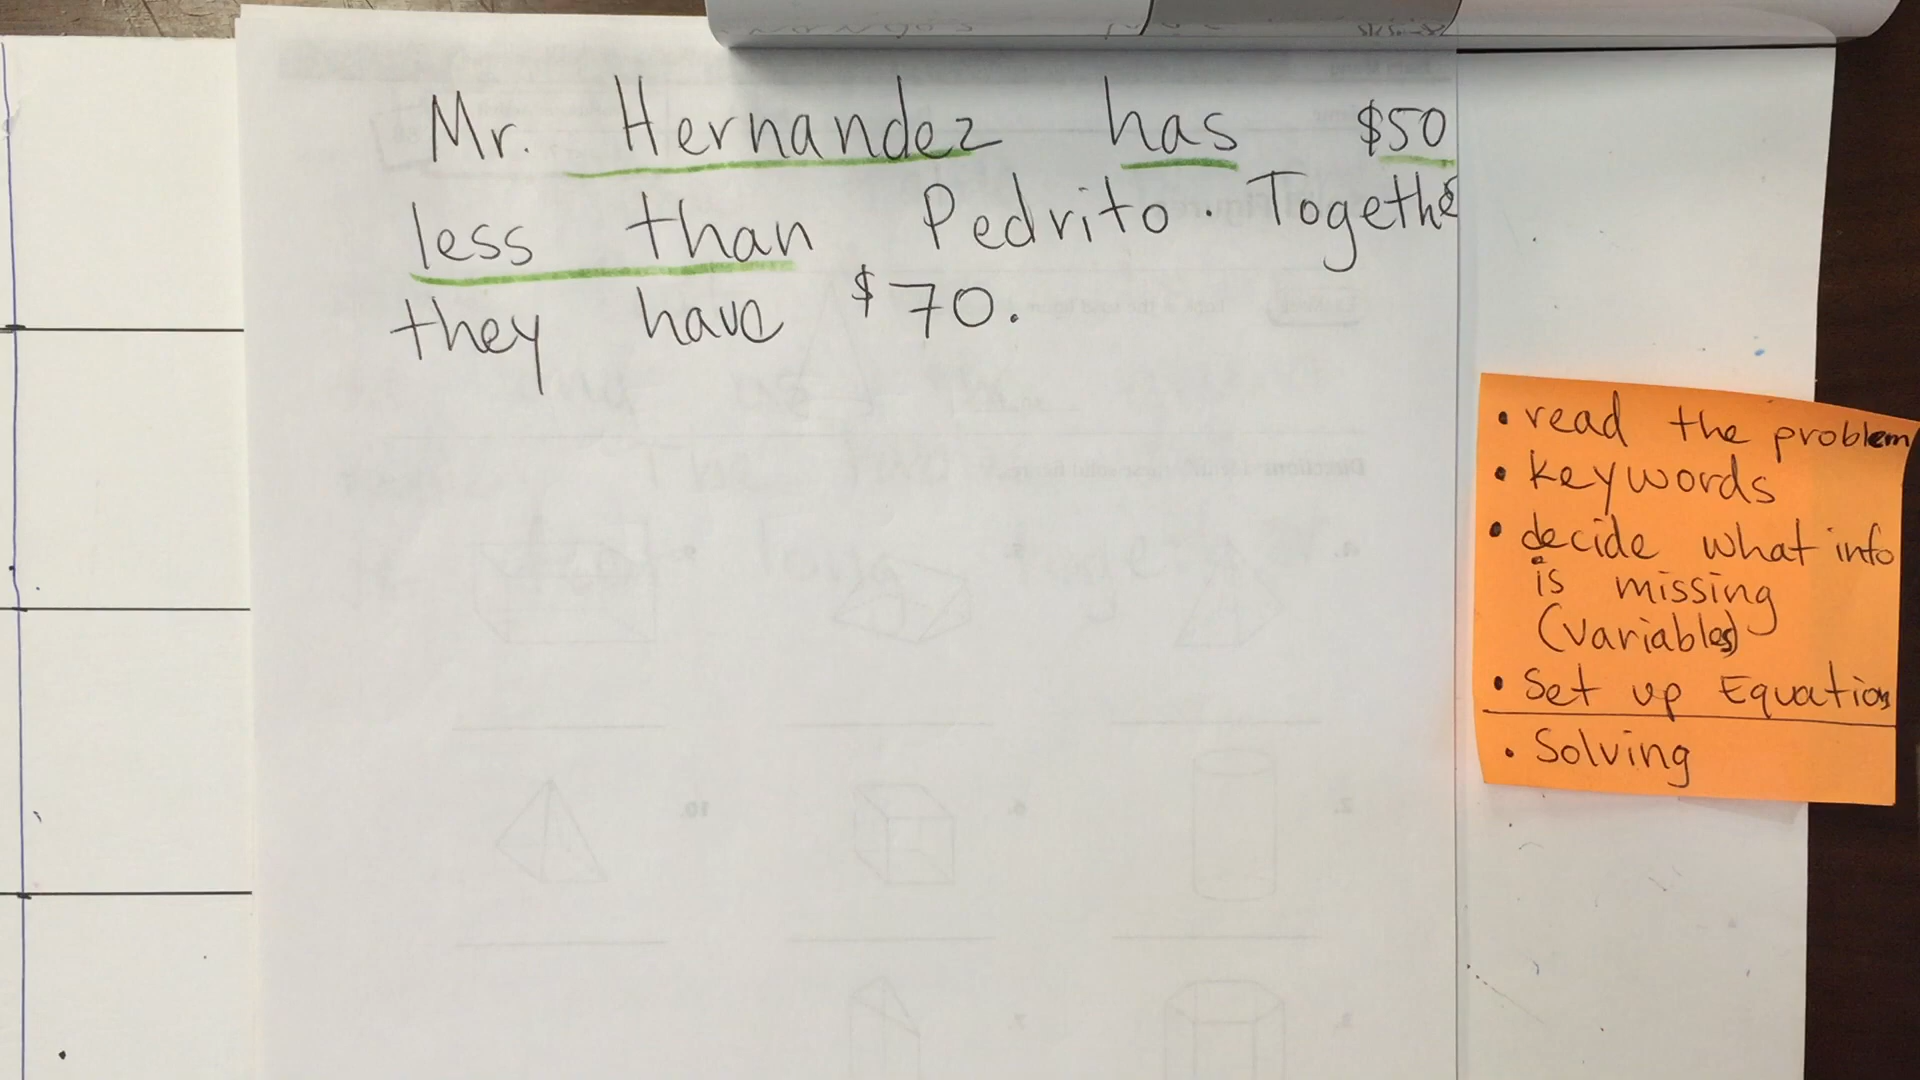 Mr. Hernandez has $50
less than Pedrito. Togethe
they have $70.
• read the problem
• keywords
• decide what info
is missing
(variables)
• Set up Equations
• Solving